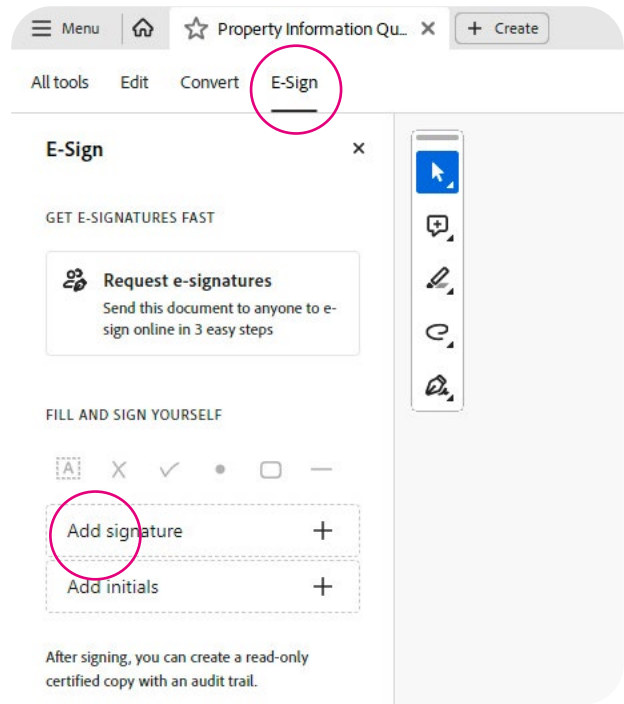 Menu Property Information Qu... Create
All tools Edit Convert E-Sign
E-Sign
GET E-SIGNATURES FAST
Request e-signatures
Send this document to anyone to e-
sign online in 3 easy steps
FILL AND SIGN YOURSELF
A
Add signature
Add initials
After signing, you can create a read-only
certified copy with an audit trail.